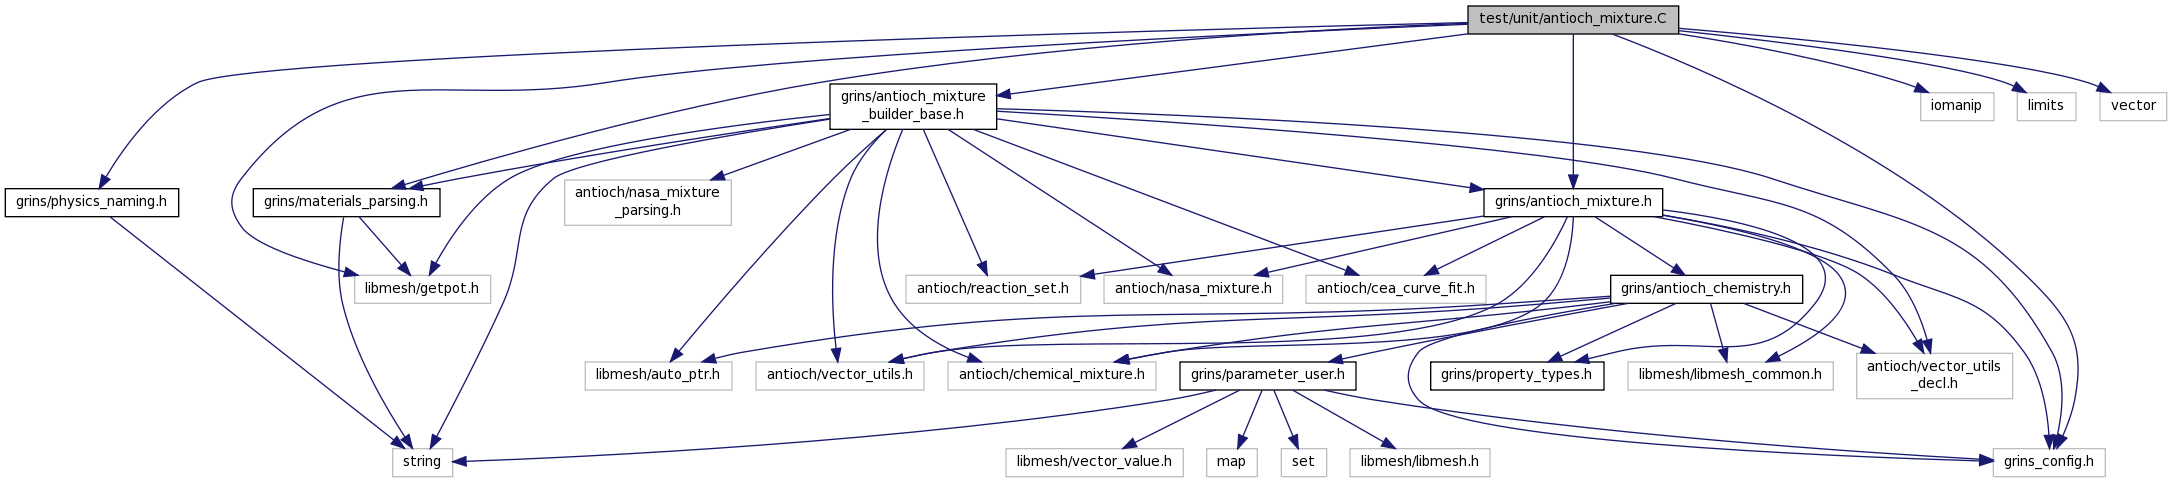 test/unit/antioch_mixture.C
grins/antioch_mixture
_builder_base.h
iomanip
limits
vector
grins/physics_naming.h
grins/materials_parsing.h
antioch/nasa_mixture
_parsing.h
grins/antioch_mixture.h
libmesh/getpot.h
antioch/reaction_set.h
antioch/nasa_mixture.h
antioch/cea_curve_fit.h
grins/antioch_chemistry.h
libmesh/auto_ptr.h
antioch/vector_utils.h
antioch/chemical_mixture.h
grins/parameter_user.h
grins/property_types.h
libmesh/libmesh_common.h
antioch/vector_utils
_decl.h
string
libmesh/vector_value.h
map
set
libmesh/libmesh.h
grins_config.h